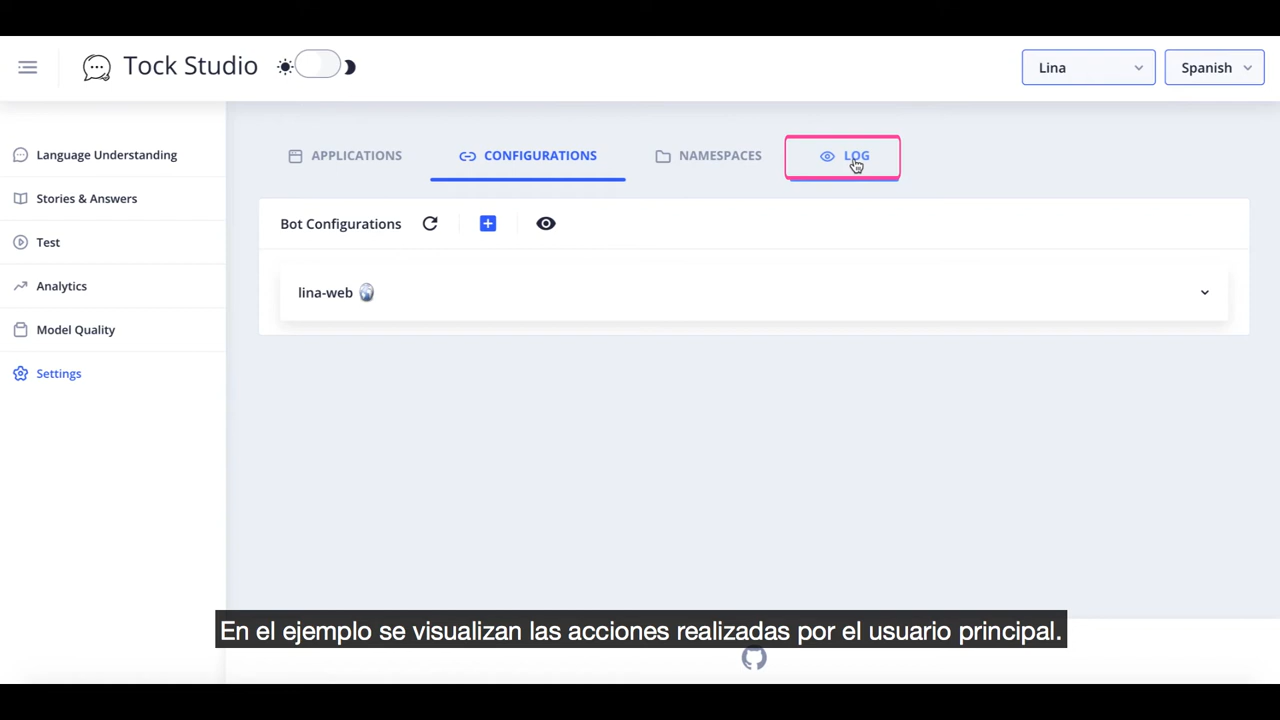 Tock Studio
Lina
Spanish
Language Understanding
Stories & Answers
Test
Analytics
Model Quality
Settings
APPLICATIONS
CONFIGURATIONS
NAMESPACES
LOG
Bot Configurations
lina-web
En el ejemplo se visualizan las acciones realizadas por el usuario principal.